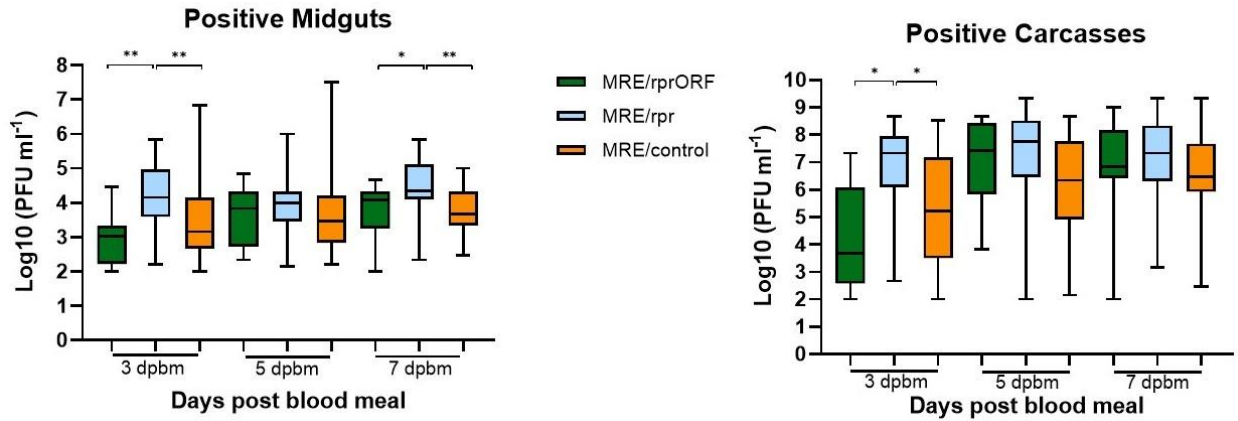 Positive Midguts
** ** * **
8
7
6
5
4
3
2
1
0
Log10 (PFU ml-1)
3 dpbm 5 dpbm 7 dpbm
Days post blood meal
MRE/rprORF
MRE/rpr
MRE/control
Positive Carcasses
* *
10
9
8
7
6
5
4
3
2
1
0
Log10 (PFU ml-1)
3 dpbm 5 dpbm 7 dpbm
Days post blood meal